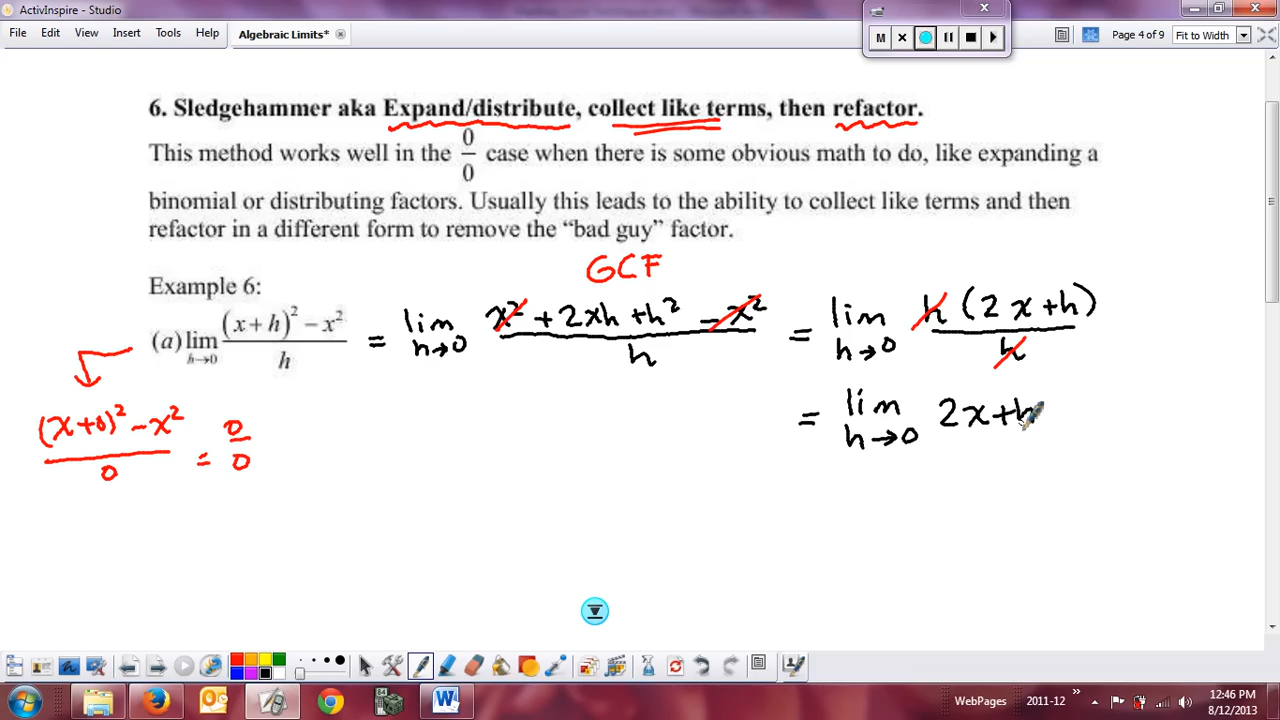 ActivInspire - Studio
File Edit View Insert Tools Help Algebraic Limits* Page 4 of 9 Fit to Width
M
6. Sledgehammer aka Expand/distribute, collect like terms, then refactor.
This method works well in the 0/0 case when there is some obvious math to do, like expanding a
binomial or distributing factors. Usually this leads to the ability to collect like terms and then
refactor in a different form to remove the “bad guy” factor.
GCF
Example 6:
(a) lim h→0 ((x+h)² − x²)/h = lim h→0 (x² + 2xh + h² − x²)/h = lim h→0 h(2x+h)/h
((x+0)² − x²)/0 = 0/0
= lim h→0 2x+h
WebPages 2011-12 » 12:46 PM
8/12/2013